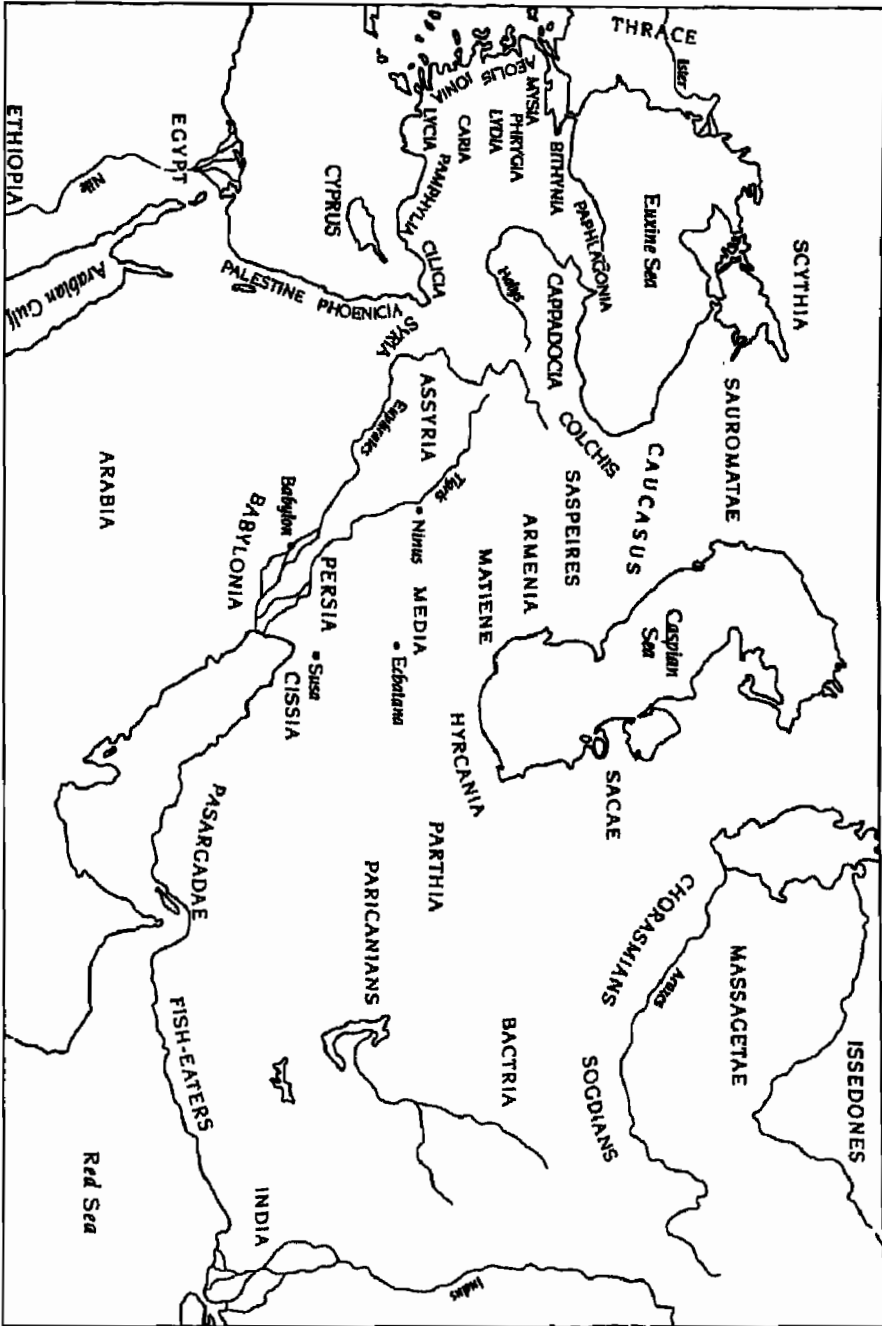 THRACE
Ister
SCYTHIA
SAUROMATAE
CAUCASUS
Euxine Sea
PAPHLAGONIA
BITHYNIA
MYSIA
AEOLIS
IONIA
PHRYGIA
LYDIA
CARIA
LYCIA
PAMPHYLIA
CILICIA
CYPRUS
Halys
CAPPADOCIA
COLCHIS
SASPEIRES
ARMENIA
MATIENE
Caspian
Sea
SACAE
HYRCANIA
ISSEDONES
MASSAGETAE
Araxes
CHORASMIANS
SOGDIANS
BACTRIA
PARTHIA
PARICANIANS
SYRIA
PHOENICIA
PALESTINE
ASSYRIA
Euphrates
Tigris
Ninus
MEDIA
Ecbatana
Babylon
BABYLONIA
PERSIA
Susa
CISSIA
PASARGADAE
FISH-EATERS
INDIA
Indus
EGYPT
Nile
ETHIOPIA
Arabian Gulf
ARABIA
Red Sea